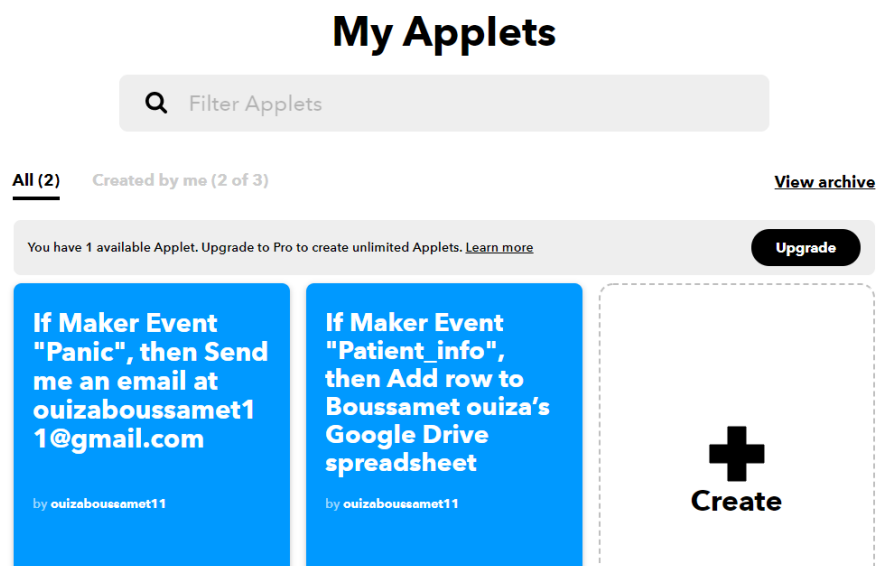 My Applets
Filter Applets
All (2)
Created by me (2 of 3)
View archive
You have 1 available Applet. Upgrade to Pro to create unlimited Applets. Learn more
Upgrade
If Maker Event
"Panic", then Send
me an email at
ouizaboussamet1
1@gmail.com
by ouizaboussamet11
If Maker Event
"Patient_info",
then Add row to
Boussamet ouiza’s
Google Drive
spreadsheet
by ouizaboussamet11
Create